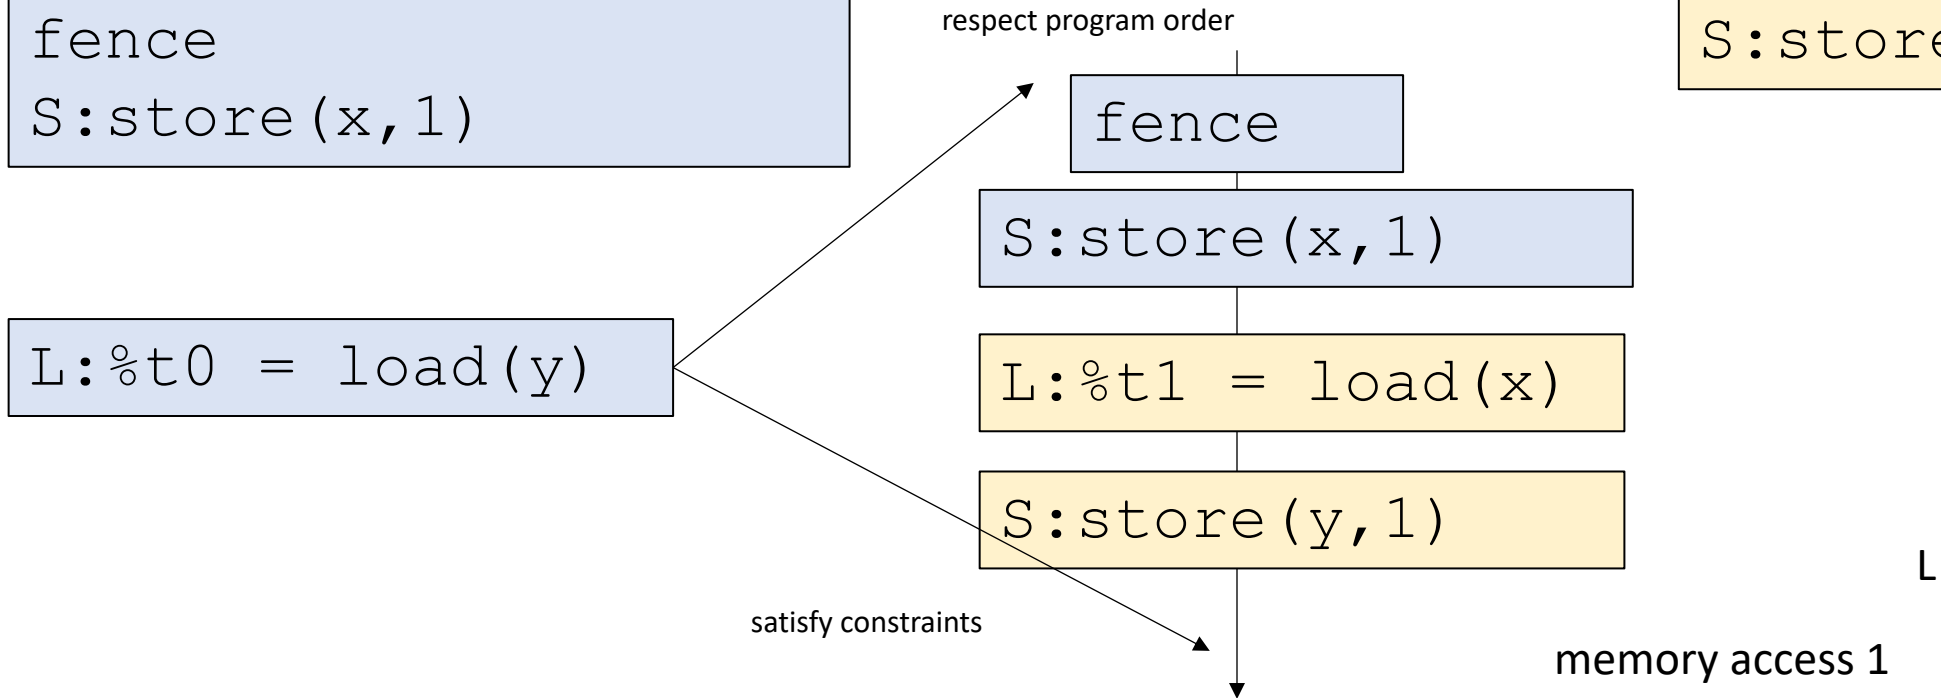 fence
S:store(x,1)
L:%t0 = load(y)
respect program order
fence
S:store(x,1)
L:%t1 = load(x)
S:store(y,1)
satisfy constraints
S:store
L
memory access 1